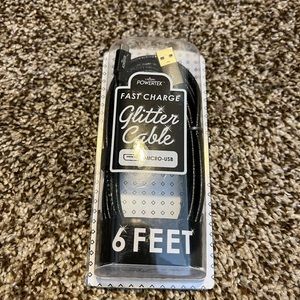 POWERTEK
FAST CHARGE
Glitter
Cable
MICRO-USB
6 FEET